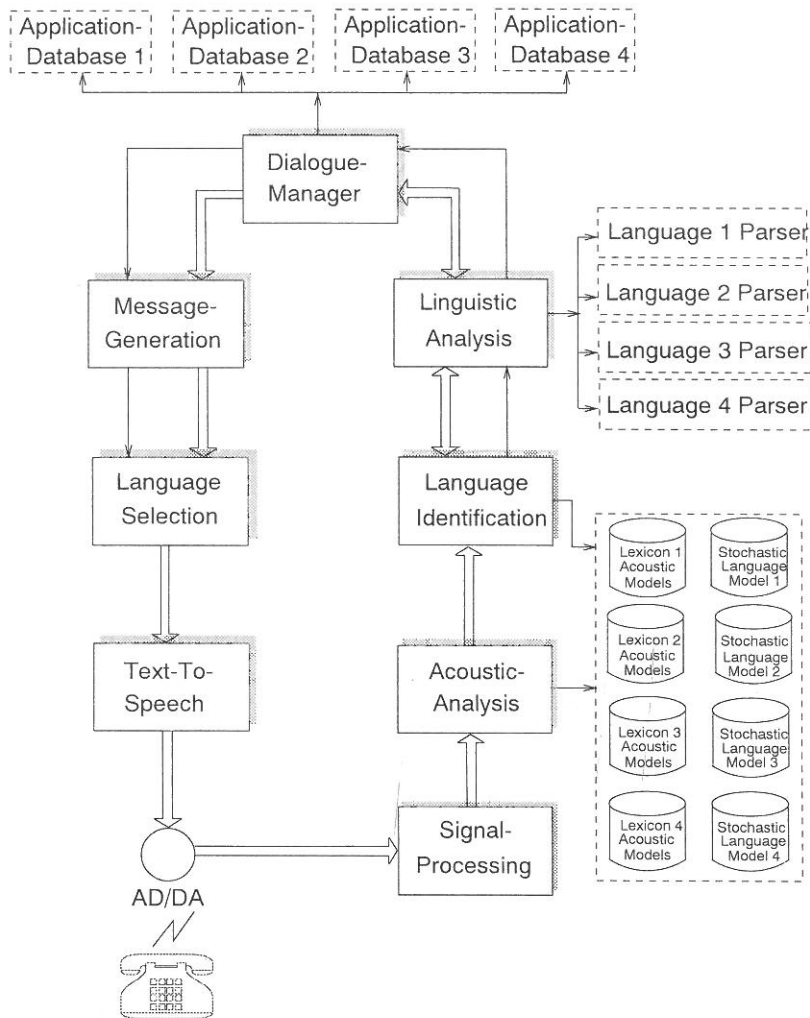 Application-
Database 1
Application-
Database 2
Application-
Database 3
Application-
Database 4
Dialogue-
Manager
Message-
Generation
Linguistic
Analysis
Language 1 Parser
Language 2 Parser
Language 3 Parser
Language 4 Parser
Language
Selection
Language
Identification
Lexicon 1
Acoustic
Models
Stochastic
Language
Model 1
Lexicon 2
Acoustic
Models
Stochastic
Language
Model 2
Text-To-
Speech
Acoustic-
Analysis
Lexicon 3
Acoustic
Models
Stochastic
Language
Model 3
Signal-
Processing
Lexicon 4
Acoustic
Models
Stochastic
Language
Model 4
AD/DA